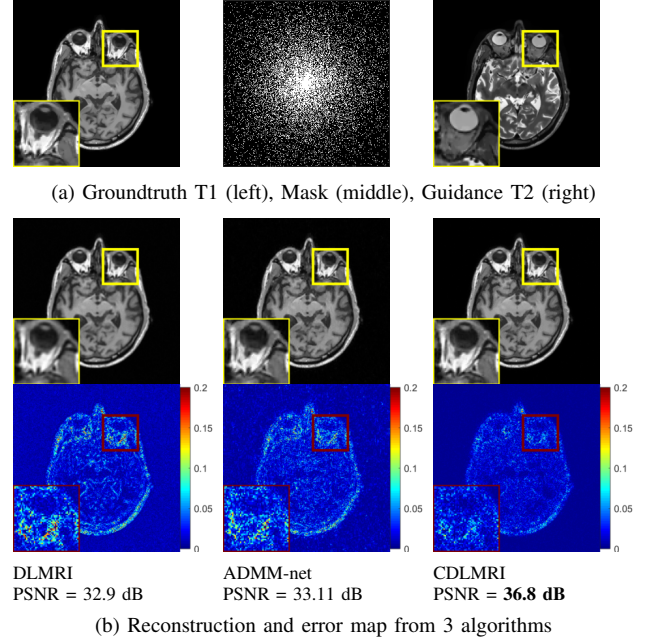 (a) Groundtruth T1 (left), Mask (middle), Guidance T2 (right)
0.2
0.15
0.1
0.05
0
0.2
0.15
0.1
0.05
0
0.2
0.15
0.1
0.05
0
DLMRI
PSNR = 32.9 dB
ADMM-net
PSNR = 33.11 dB
CDLMRI
PSNR = 36.8 dB
(b) Reconstruction and error map from 3 algorithms